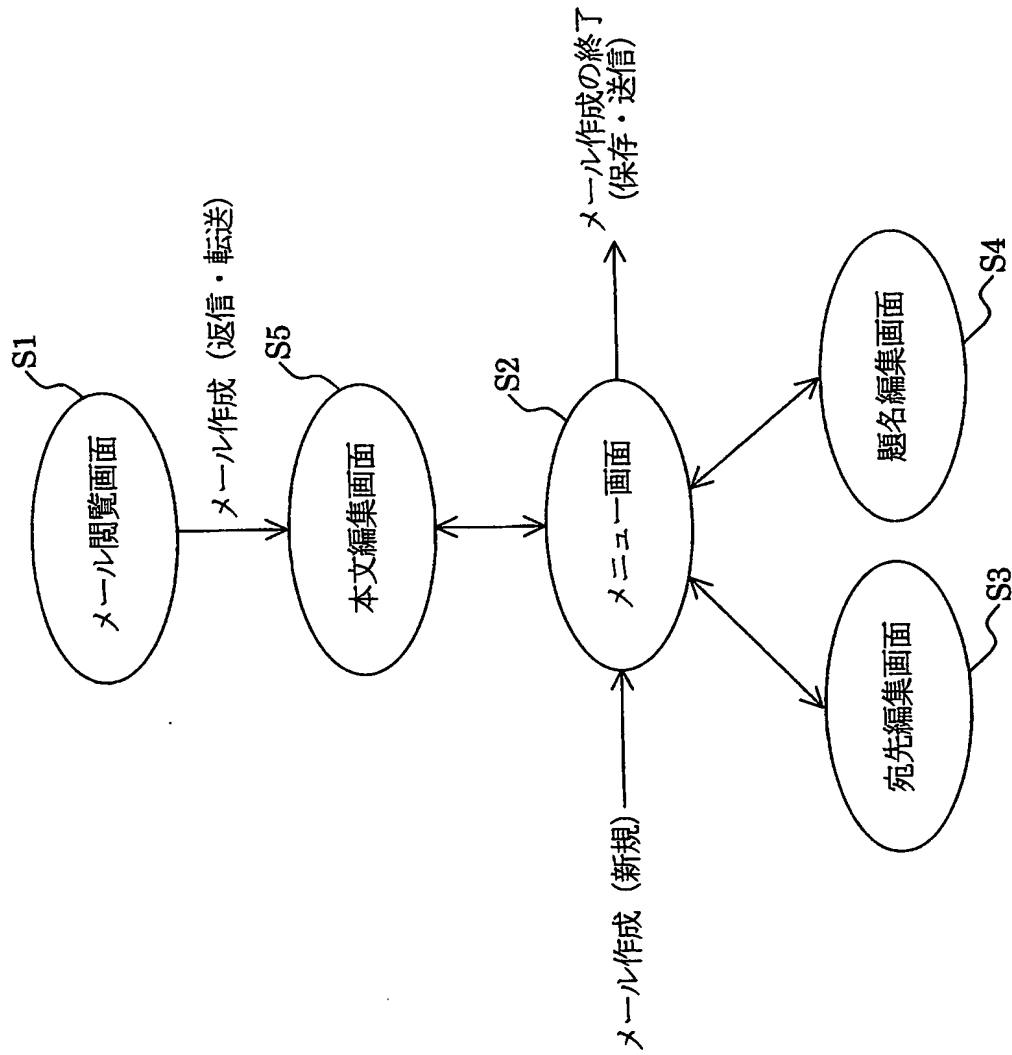 S1
メール閲覧画面
メール作成 (返信・転送)
S5
本文編集画面
S2
メニュー画面
メール作成 (新規)
メール作成の終了
(保存・送信)
S3
宛先編集画面
S4
題名編集画面